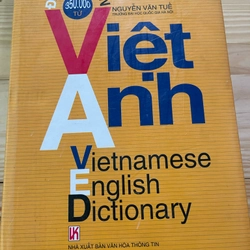 350.000
TỪ
NGUYỄN VĂN TUẾ
TRƯỜNG ĐẠI HỌC QUỐC GIA HÀ NỘI
Việt
Anh
Vietnamese
English
Dictionary
NHÀ XUẤT BẢN VĂN HÓA THÔNG TIN